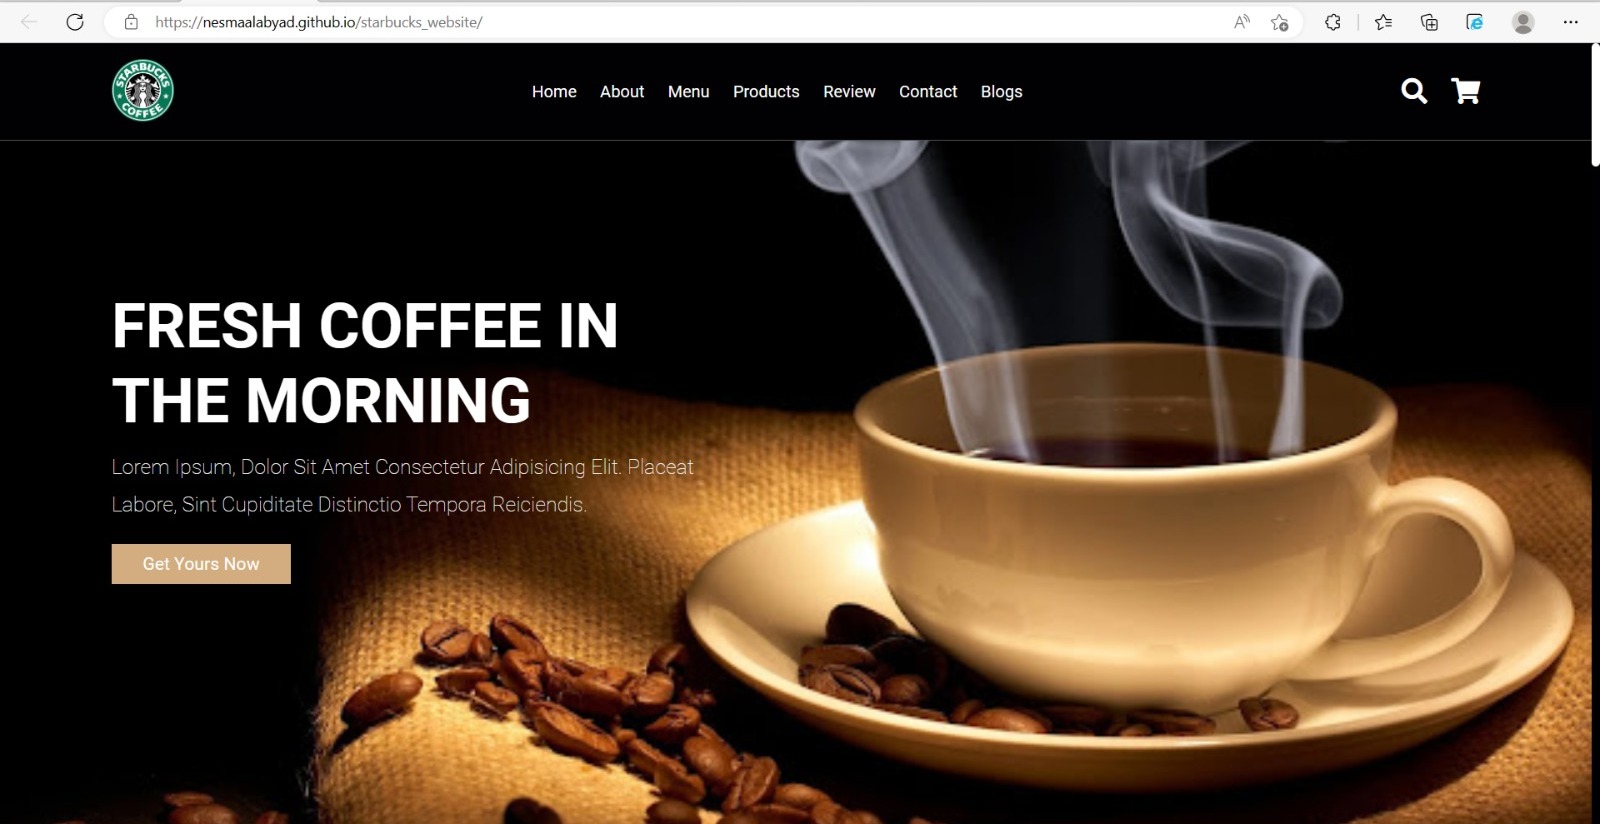 https://nesmaalabyad.github.io/starbucks_website/
STARBUCKS
COFFEE
Home About Menu Products Review Contact Blogs
FRESH COFFEE IN
THE MORNING
Lorem Ipsum, Dolor Sit Amet Consectetur Adipisicing Elit. Placeat
Labore, Sint Cupiditate Distinctio Tempora Reiciendis.
Get Yours Now